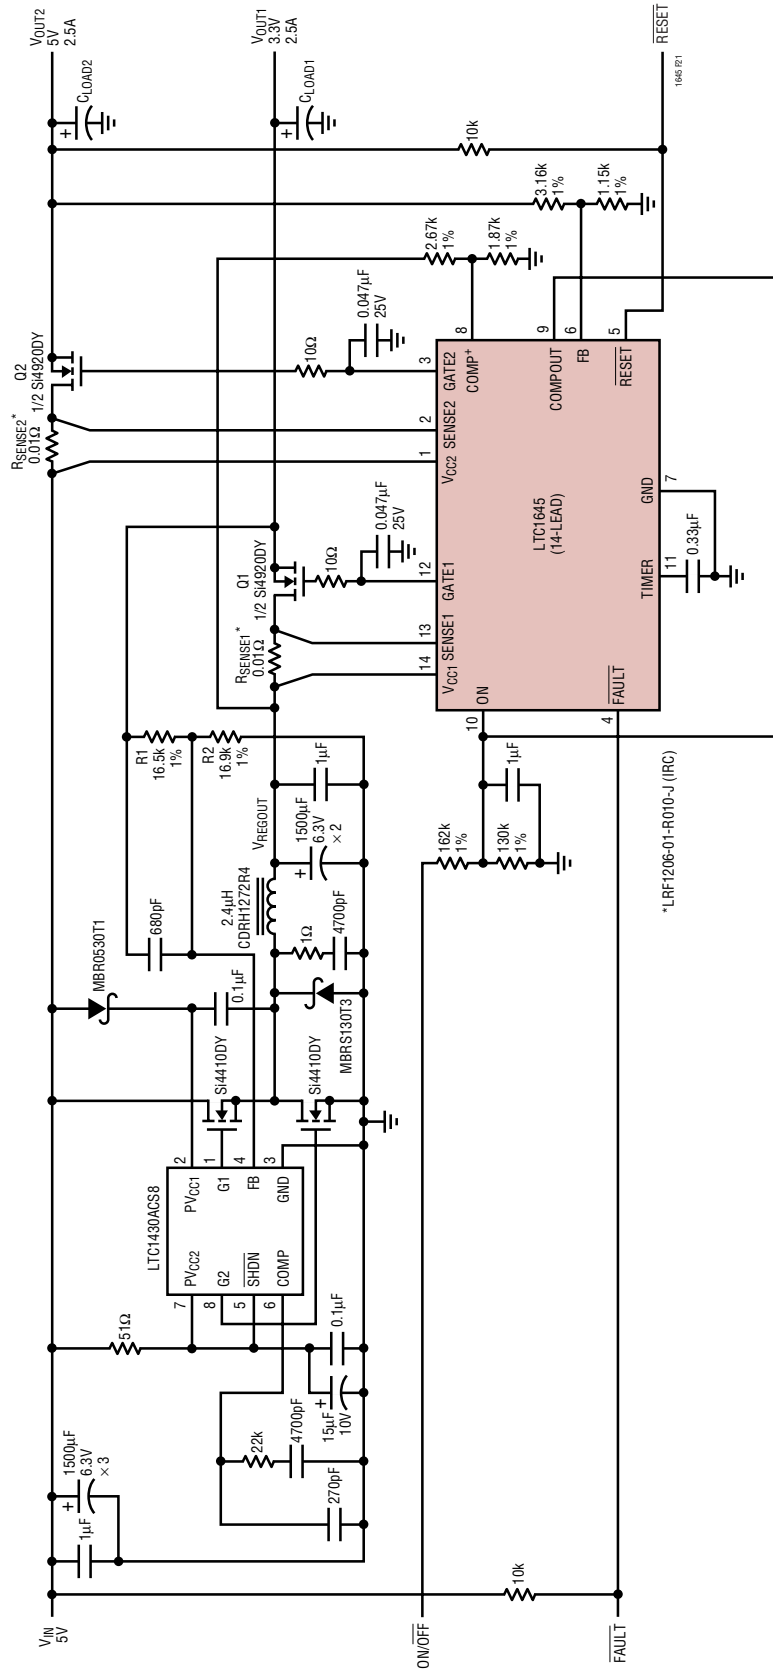 VIN
5V
1µF
+
1500µF
6.3V
×3
51Ω
22k
4700pF
270pF
+
15µF
10V
0.1µF
LTC1430ACS8
7
PVCC2
8
G2
5
SHDN
6
COMP
2
PVCC1
1
G1
4
FB
3
GND
Si4410DY
Si4410DY
MBR0530T1
0.1µF
680pF
MBRS130T3
1Ω
4700pF
2.4µH
CDRH1272R4
VREGOUT
+
1500µF
6.3V
×2
1µF
R1
16.5k
1%
R2
16.9k
1%
RSENSE1*
0.01Ω
Q1
1/2 Si4920DY
10Ω
0.047µF
25V
RSENSE2*
0.01Ω
Q2
1/2 Si4920DY
10Ω
0.047µF
25V
VOUT2
5V
2.5A
+
CLOAD2
VOUT1
3.3V
2.5A
+
CLOAD1
2.67k
1%
1.87k
1%
3.16k
1%
1.15k
1%
10k
RESET
1645 F21
ON/OFF
162k
1%
130k
1%
1µF
10k
FAULT
14
VCC1
13
SENSE1
12
GATE1
1
VCC2
2
SENSE2
3
GATE2
10
ON
4
FAULT
LTC1645
(14-LEAD)
8
COMP+
9
COMPOUT
6
FB
5
RESET
TIMER
11
GND
7
0.33µF
*LRF1206-01-R010-J (IRC)